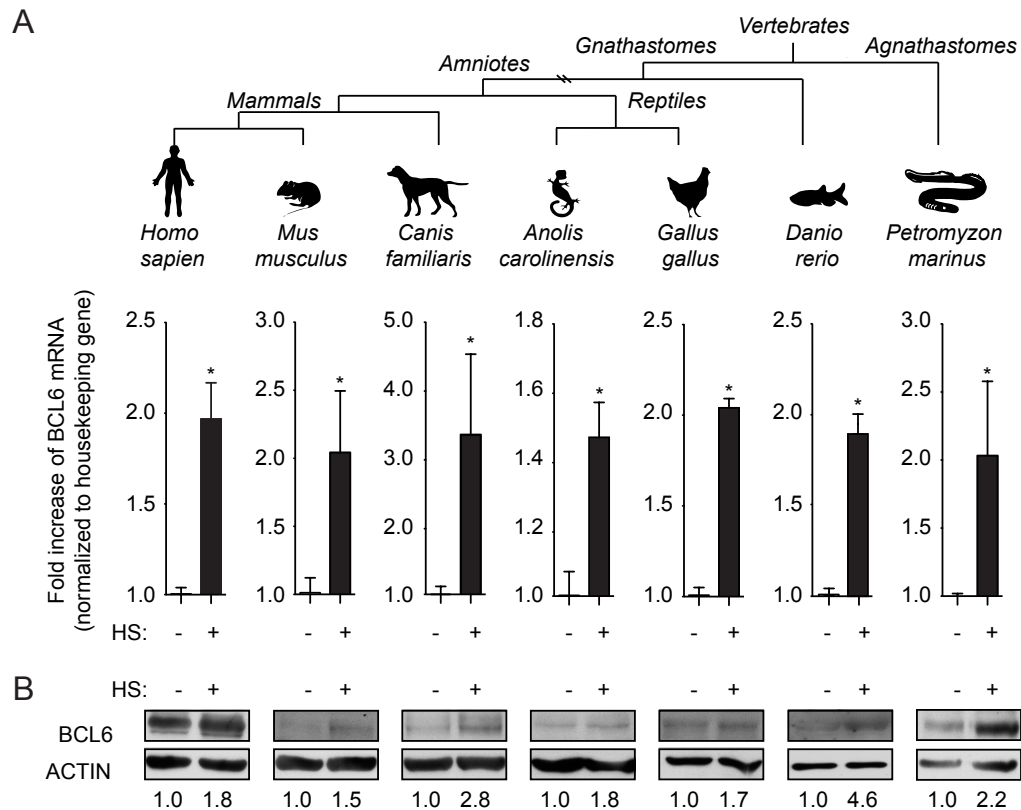 A
Vertebrates
Gnathastomes
Agnathastomes
Amniotes
Mammals
Reptiles
Homo
sapien
Mus
musculus
Canis
familiaris
Anolis
carolinensis
Gallus
gallus
Danio
rerio
Petromyzon
marinus
Fold increase of BCL6 mRNA
(normalized to housekeeping gene)
2.5
2.0
1.5
1.0
*
3.0
2.5
2.0
1.5
1.0
*
5.0
4.0
3.0
2.0
1.0
*
1.8
1.6
1.4
1.2
1.0
*
2.5
2.0
1.5
1.0
*
2.5
2.0
1.5
1.0
*
3.0
2.5
2.0
1.5
1.0
*
HS: - + - + - + - + - + - + - +
B
HS: - + - + - + - + - + - + - +
BCL6
ACTIN
1.0 1.8 1.0 1.5 1.0 2.8 1.0 1.8 1.0 1.7 1.0 4.6 1.0 2.2